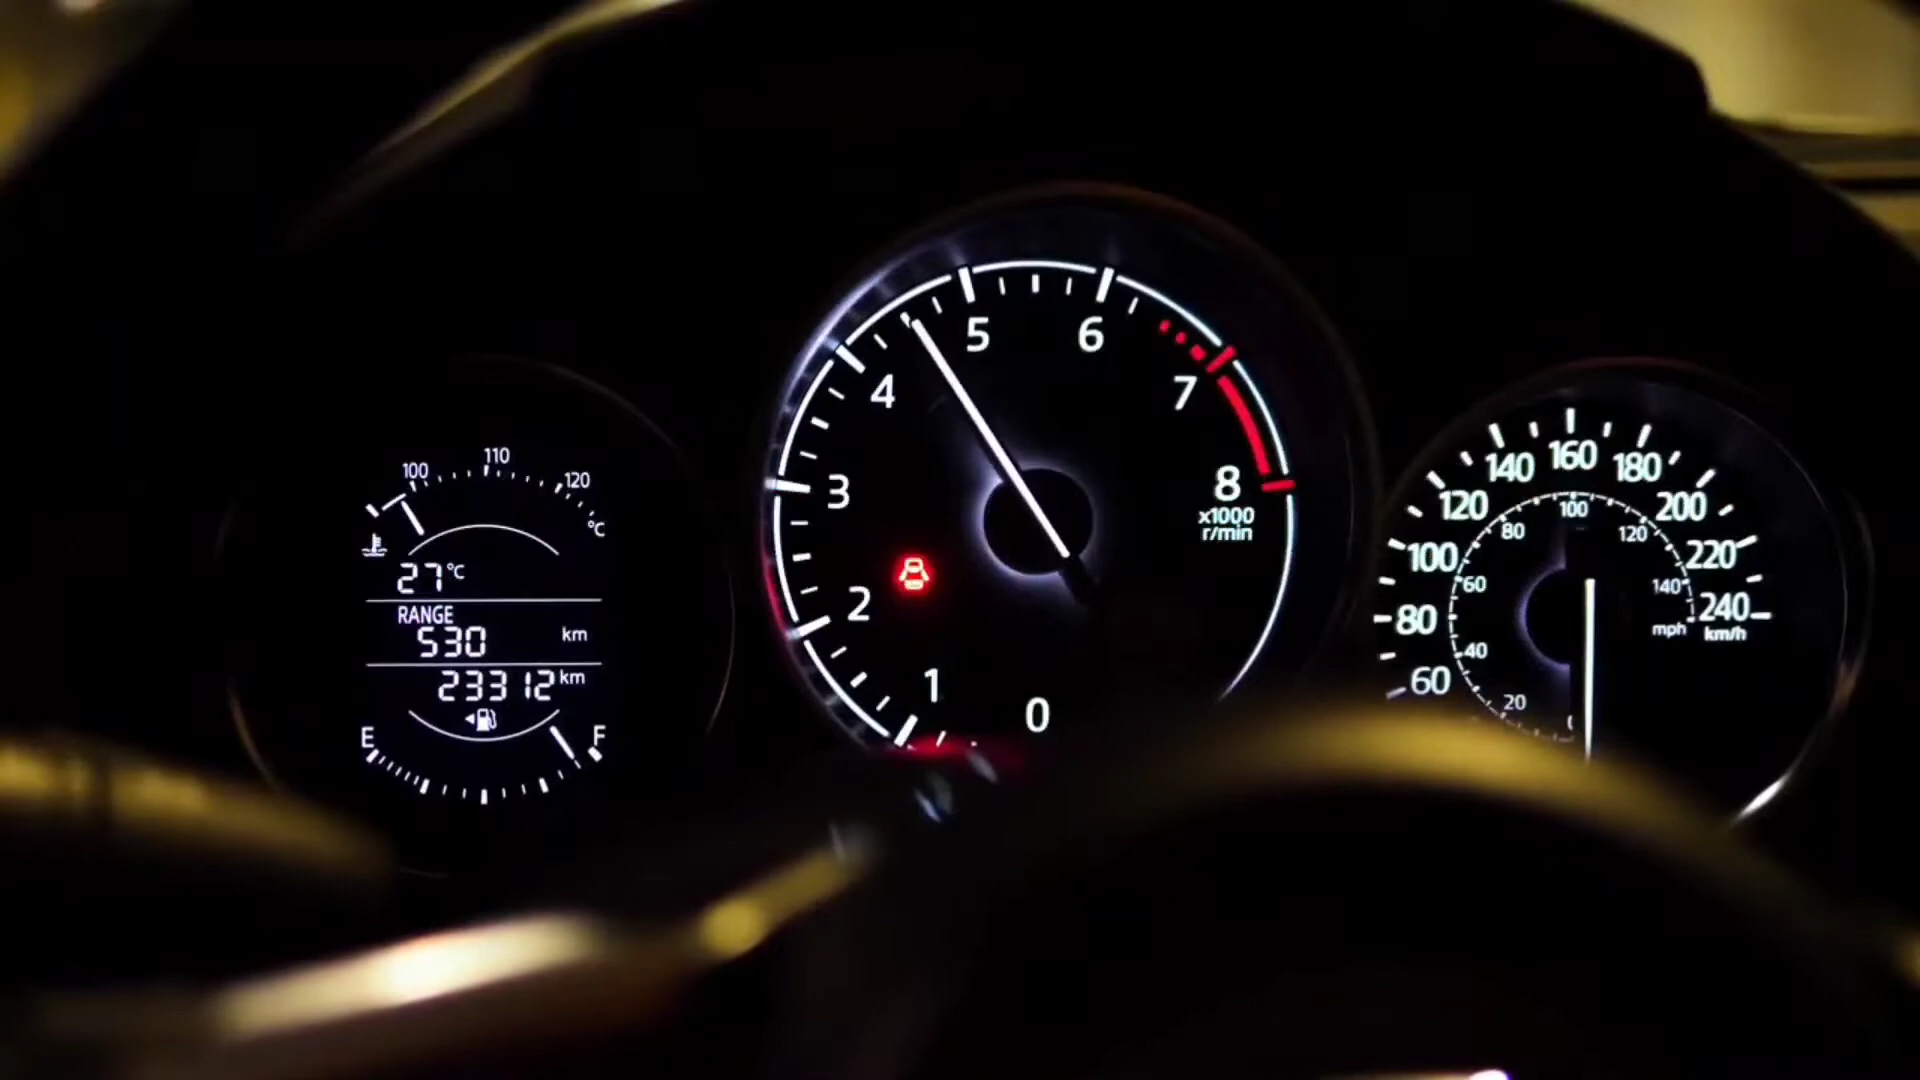 100 110 120
°C
27°C
RANGE
530 km
23312 km
E F
0 1 2 3 4 5 6 7 8
x1000
r/min
60 80 100 120 140 160 180 200 220 240
km/h
20 40 60 80 100 120 140
mph